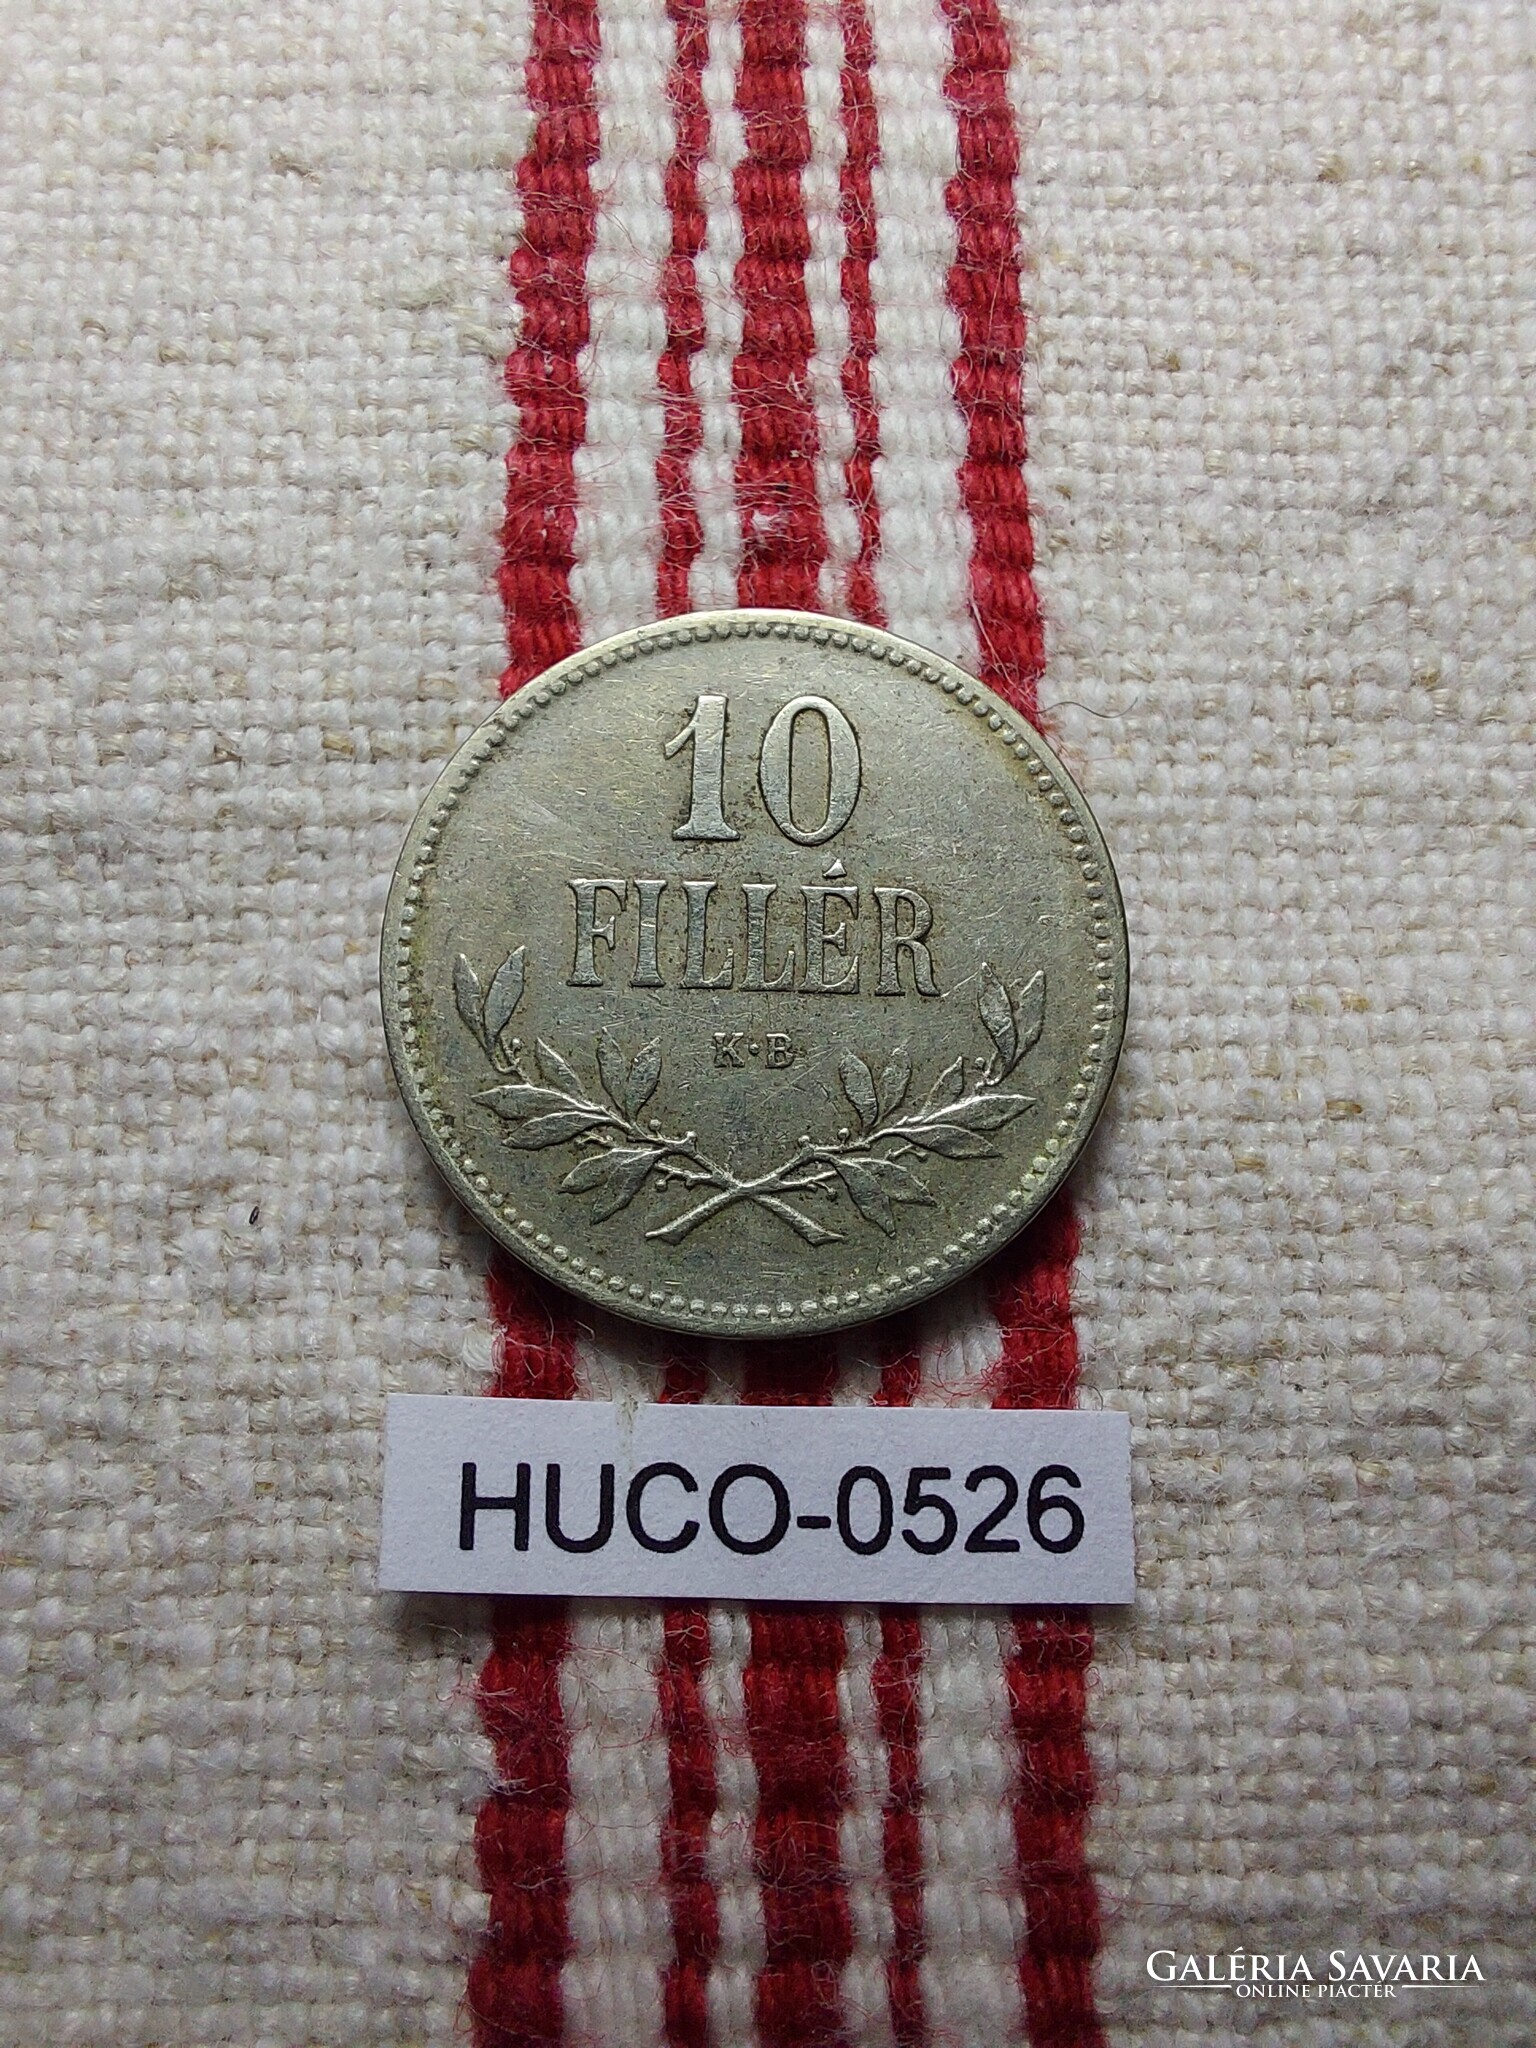 10
FILLÉR
K·B
HUCO-0526
GALÉRIA SAVARIA
ONLINE PIACTÉR